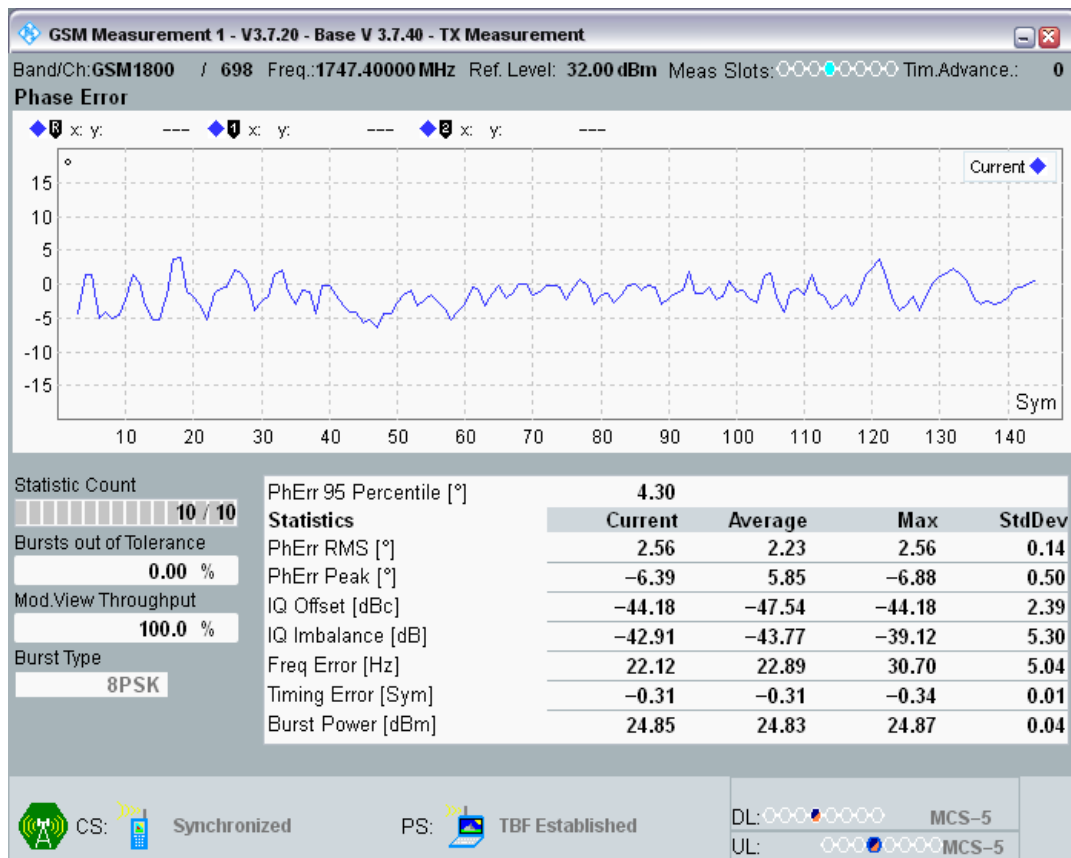 GSM Measurement 1 - V3.7.20 - Base V 3.7.40 - TX Measurement
Band/Ch:GSM1800 / 698 Freq.:1747.40000 MHz Ref. Level: 32.00 dBm Meas Slots: Tim.Advance.: 0
Phase Error
R x: y: --- 1 x: y: --- 2 x: y: ---
°
Current
15
10
5
0
-5
-10
-15
Sym
10 20 30 40 50 60 70 80 90 100 110 120 130 140
Statistic Count
10 / 10
Bursts out of Tolerance
0.00 %
Mod.View Throughput
100.0 %
Burst Type
8PSK
PhErr 95 Percentile [°] 4.30
Statistics Current Average Max StdDev
PhErr RMS [°] 2.56 2.23 2.56 0.14
PhErr Peak [°] −6.39 5.85 −6.88 0.50
IQ Offset [dBc] −44.18 −47.54 −44.18 2.39
IQ Imbalance [dB] −42.91 −43.77 −39.12 5.30
Freq Error [Hz] 22.12 22.89 30.70 5.04
Timing Error [Sym] −0.31 −0.31 −0.34 0.01
Burst Power [dBm] 24.85 24.83 24.87 0.04
CS: Synchronized PS: TBF Established
DL: MCS−5
UL: MCS−5